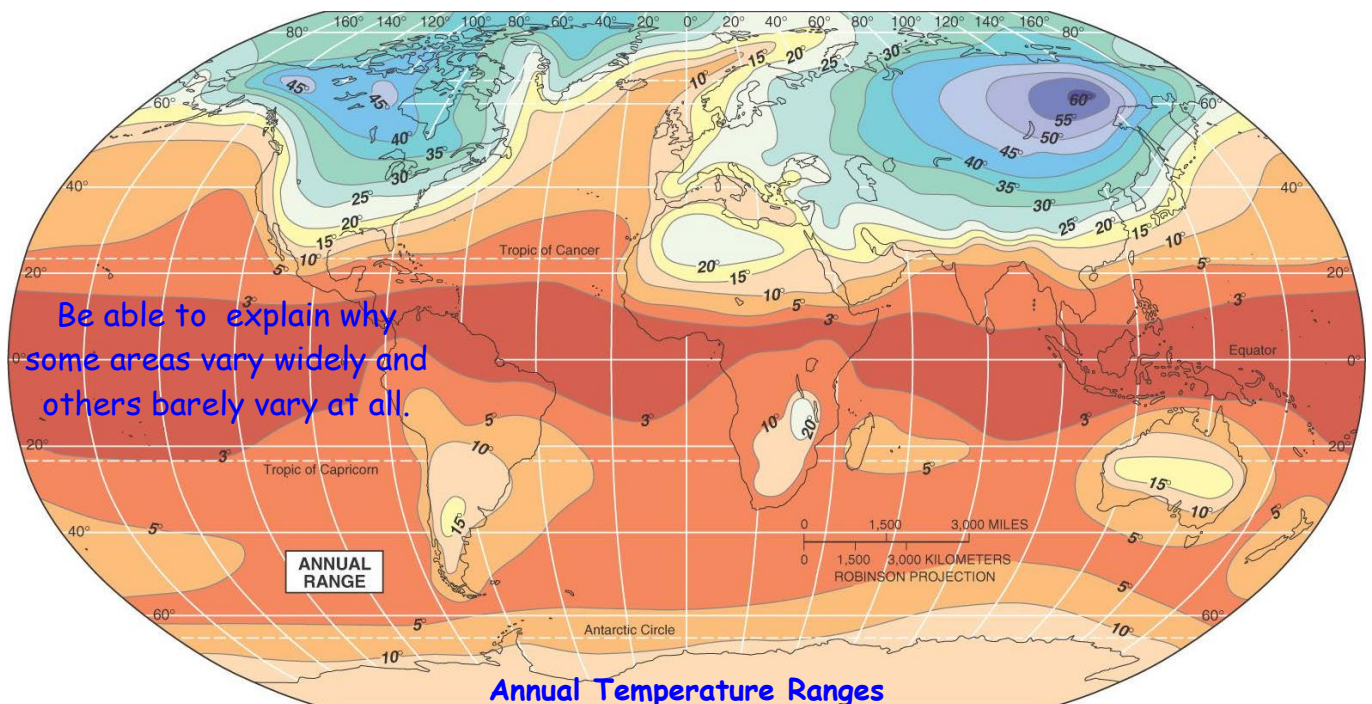 160° 140° 120° 100° 80° 60° 40 20 0° 20 40 60° 80° 100° 120° 140° 160°
80° 80°
10° 15° 20° 25° 30°
45° 45° 60° 60° 60°
55°
50°
40° 45°
35° 40°
30° 35°
40° 25 30° 40°
20° 25° 20°
15° 15°
10° Tropic of Cancer 20° 10°
5° 15° 5°
20° 10° 20°
5°
3° 3° 3°
Be able to explain why
some areas vary widely and
others barely vary at all.
0° Equator 0°
5° 3° 10° 20° 3°
10°
20° 20°
3° Tropic of Capricorn 5° 15°
15° 10°
5° 0 1,500 3,000 MILES 5°
40° 0 1,500 3,000 KILOMETERS 5°
ROBINSON PROJECTION
ANNUAL
RANGE
5°
60° 60°
5° Antarctic Circle 10°
10°
Annual Temperature Ranges